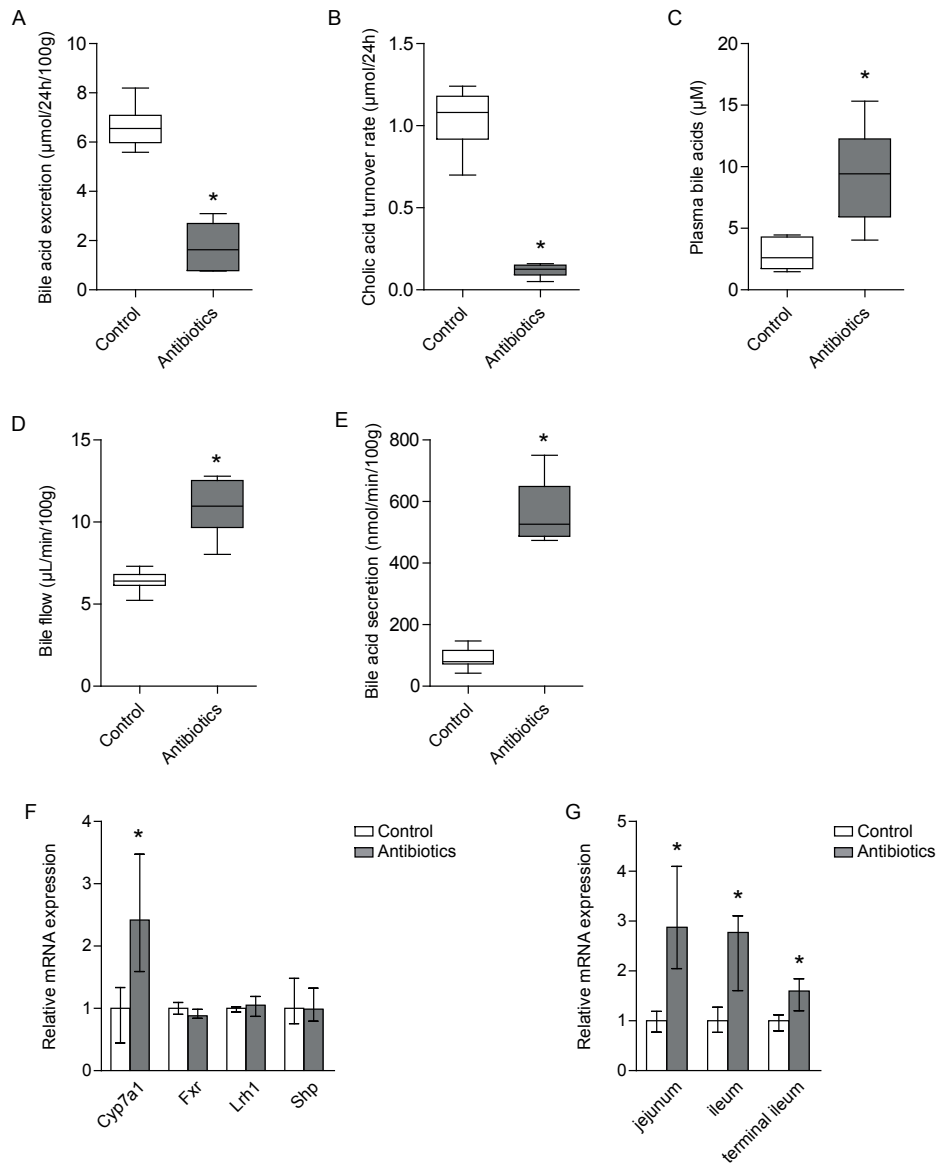 A
Bile acid excretion (µmol/24h/100g)
10
8
6
4
2
0
*
Control
Antibiotics
B
Cholic acid turnover rate (µmol/24h)
1.5
1.0
0.5
0.0
*
Control
Antibiotics
C
Plasma bile acids (µM)
20
15
10
5
0
*
Control
Antibiotics
D
Bile fllow (µL/min/100g)
15
10
5
0
*
Control
Antibiotics
E
Bile acid secretion (nmol/min/100g)
800
600
400
200
0
*
Control
Antibiotics
F
Relative mRNA expression
4
3
2
1
0
*
Cyp7a1
Fxr
Lrh1
Shp
Control
Antibiotics
G
Relative mRNA expression
5
4
3
2
1
0
*
*
*
jejunum
ileum
terminal ileum
Control
Antibiotics